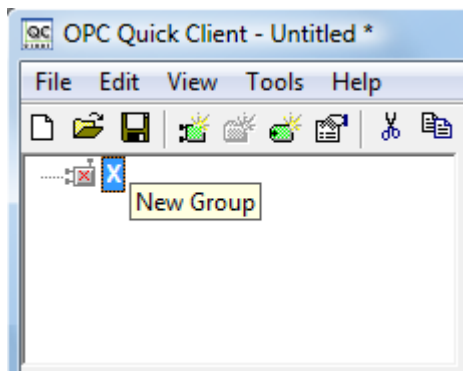 OPC Quick Client - Untitled *
File Edit View Tools Help
X
New Group